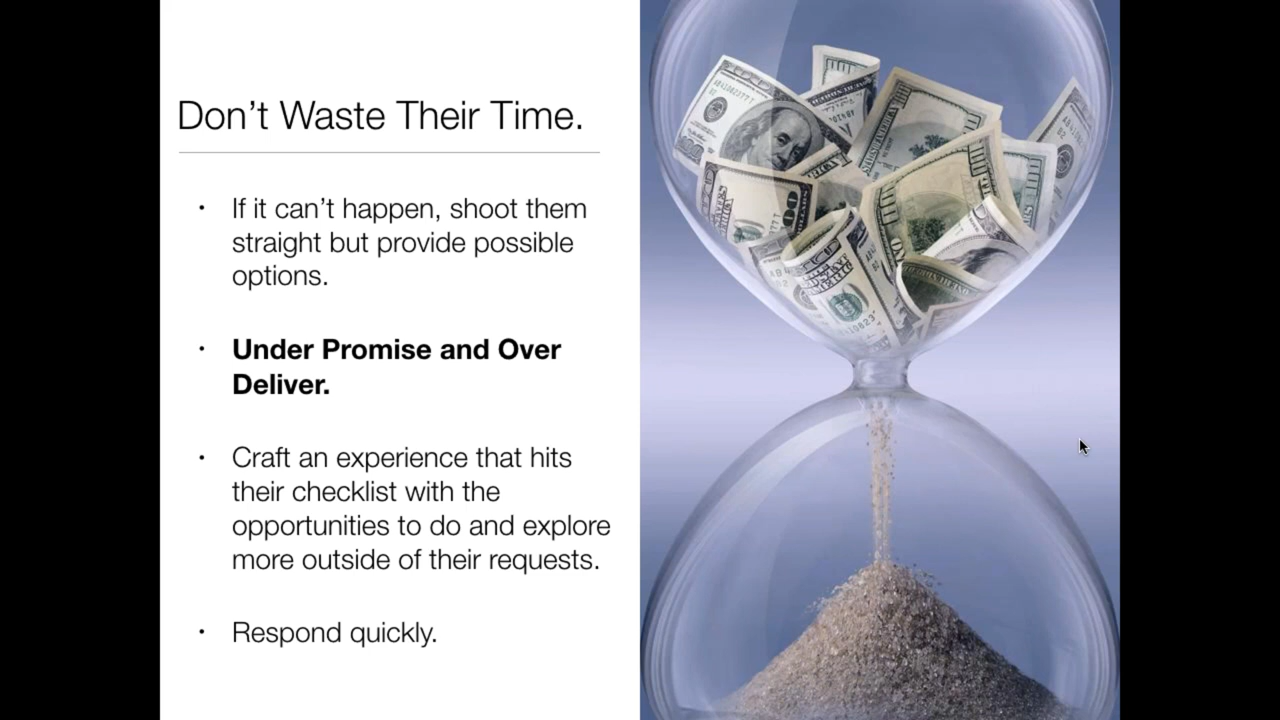 Don't Waste Their Time.
• If it can't happen, shoot them
straight but provide possible
options.
• Under Promise and Over
Deliver.
• Craft an experience that hits
their checklist with the
opportunities to do and explore
more outside of their requests.
• Respond quickly.